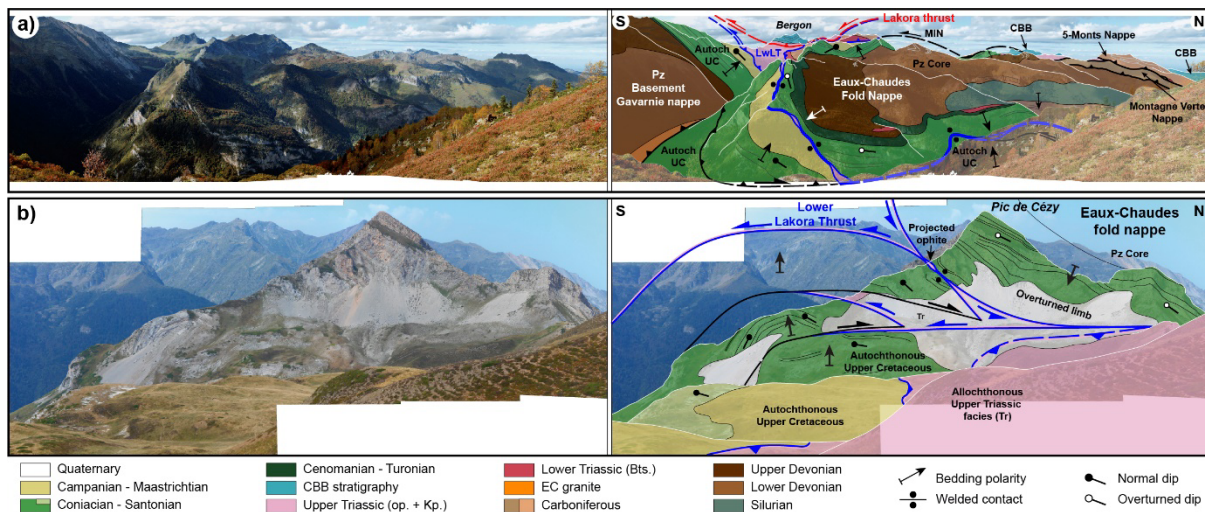 a)
S
Bergon
Lakora thrust
N
MIN
CBB
5-Monts Nappe
CBB
Autoch
UC
LwLT
Pz Core
Pz
Basement
Gavarnie nappe
Eaux-Chaudes
Fold Nappe
Montagne Verte
Nappe
Autoch
UC
Autoch
UC
b)
S
Lower
Lakora Thrust
Projected
ophite
Pic de Cézy
Eaux-Chaudes
fold nappe
N
Pz Core
Overturned limb
Tr
Autochthonous
Upper Cretaceous
Autochthonous
Upper Cretaceous
Allochthonous
Upper Triassic
facies (Tr)
Quaternary
Campanian - Maastrichtian
Coniacian - Santonian
Cenomanian - Turonian
CBB stratigraphy
Upper Triassic (op. + Kp.)
Lower Triassic (Bts.)
EC granite
Carboniferous
Upper Devonian
Lower Devonian
Silurian
Bedding polarity
Welded contact
Normal dip
Overturned dip